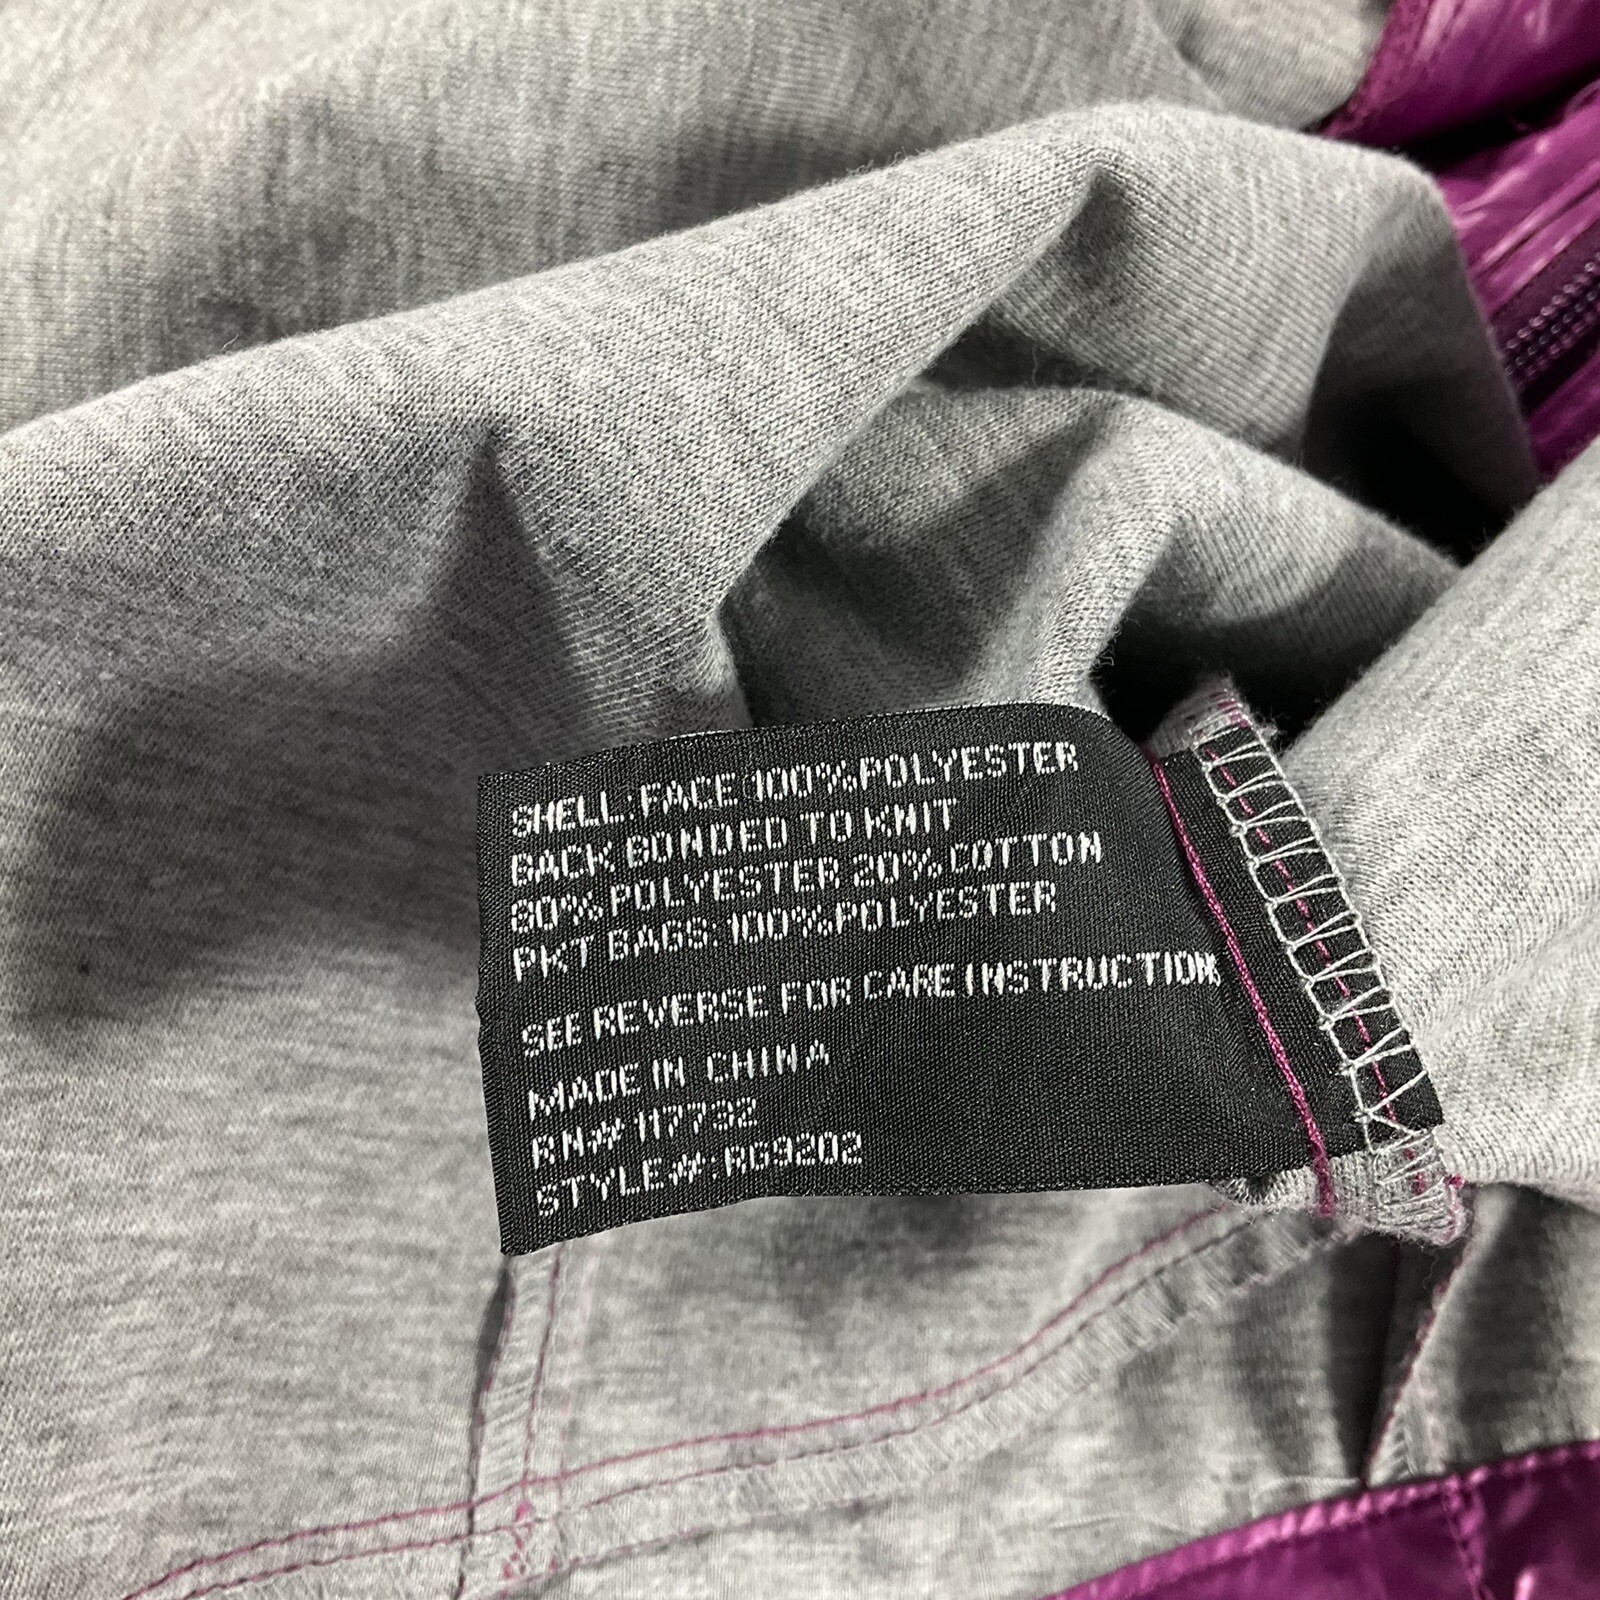 SHELL: FACE 100% POLYESTER
BACK BONDED TO KNIT
80% POLYESTER 20% COTTON
PKT BAGS: 100% POLYESTER
SEE REVERSE FOR CARE INSTRUCTION
MADE IN CHINA
RN# 117732
STYLE#: RG9202